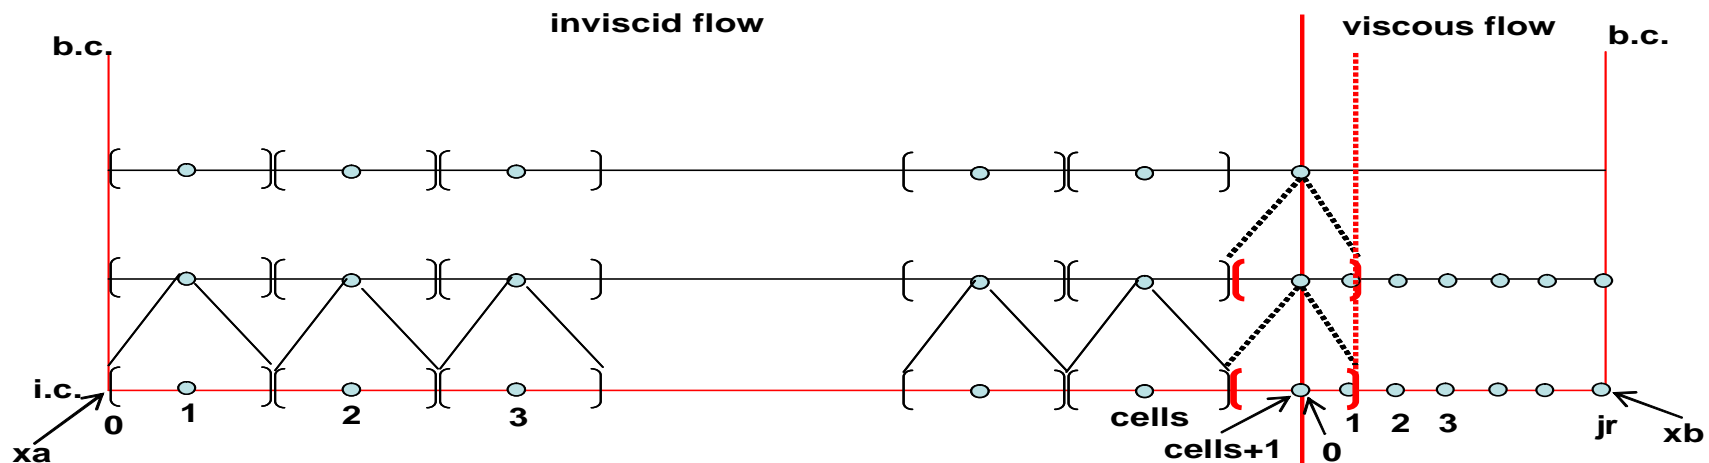 inviscid flow
viscous flow
b.c.
b.c.
i.c.
xa
0
1
2
3
cells
cells+1
0
1
2
3
jr
xb